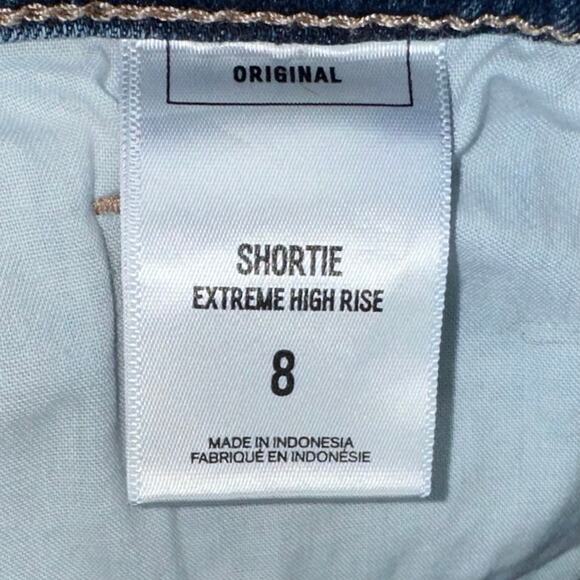 ORIGINAL
SHORTIE
EXTREME HIGH RISE
8
MADE IN INDONESIA
FABRIQUÉ EN INDONÉSIE